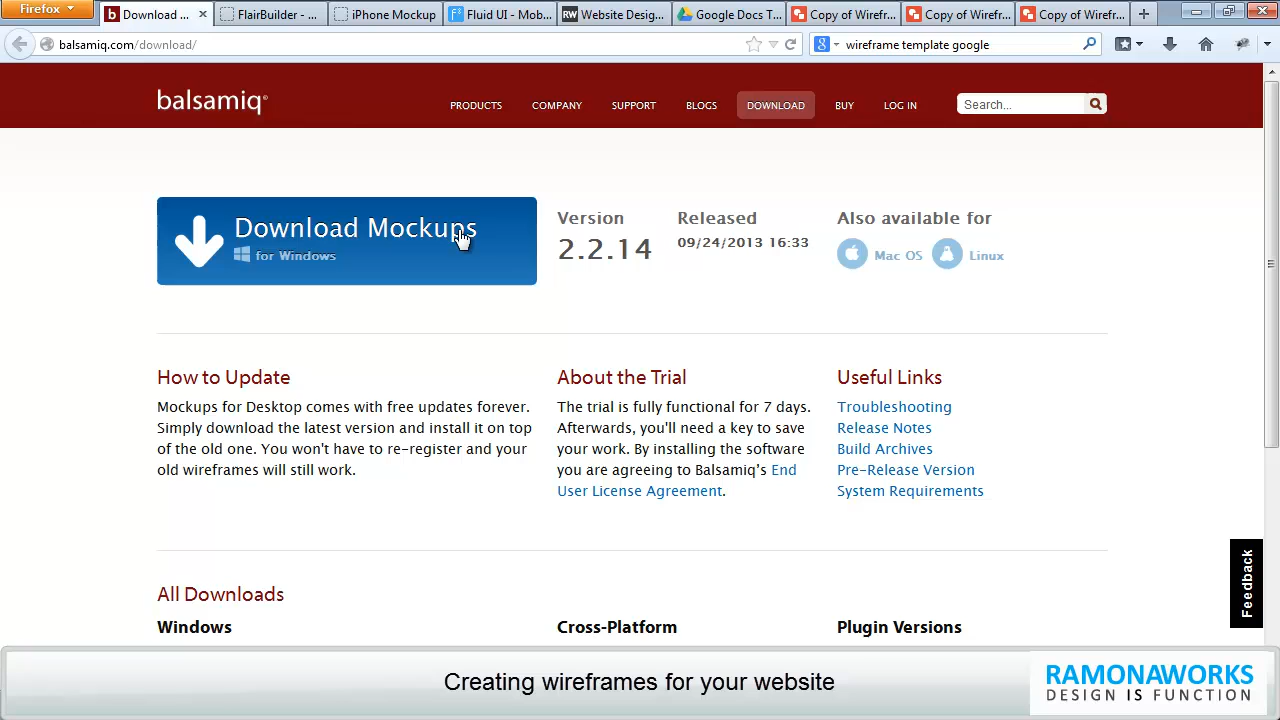 Firefox
Download ...
FlairBuilder - ...
iPhone Mockup
Fluid UI - Mob...
RW Website Desig...
Google Docs T...
Copy of Wirefr...
Copy of Wirefr...
Copy of Wirefr...
balsamiq.com/download/
wireframe template google
balsamiq®
PRODUCTS COMPANY SUPPORT BLOGS DOWNLOAD BUY LOG IN
Search...
Download Mockups
for Windows
Version
2.2.14
Released
09/24/2013 16:33
Also available for
Mac OS Linux
How to Update
Mockups for Desktop comes with free updates forever.
Simply download the latest version and install it on top
of the old one. You won't have to re-register and your
old wireframes will still work.
About the Trial
The trial is fully functional for 7 days.
Afterwards, you'll need a key to save
your work. By installing the software
you are agreeing to Balsamiq's End
User License Agreement.
Useful Links
Troubleshooting
Release Notes
Build Archives
Pre-Release Version
System Requirements
Feedback
All Downloads
Windows Cross-Platform Plugin Versions
Creating wireframes for your website
RAMONAWORKS
DESIGN IS FUNCTION